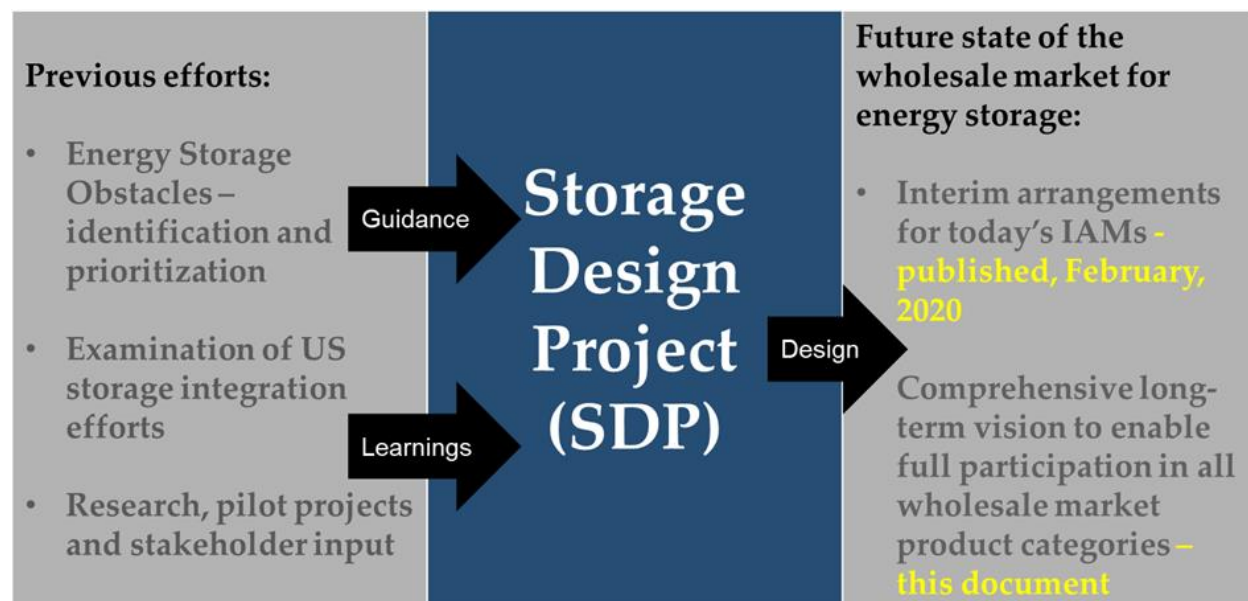 Previous efforts:
• Energy Storage
Obstacles –
identification and
prioritization
• Examination of US
storage integration
efforts
• Research, pilot projects
and stakeholder input
Guidance
Learnings
Storage
Design
Project
(SDP)
Design
Future state of the
wholesale market for
energy storage:
• Interim arrangements
for today's IAMs -
published, February,
2020
• Comprehensive long-
term vision to enable
full participation in all
wholesale market
product categories –
this document